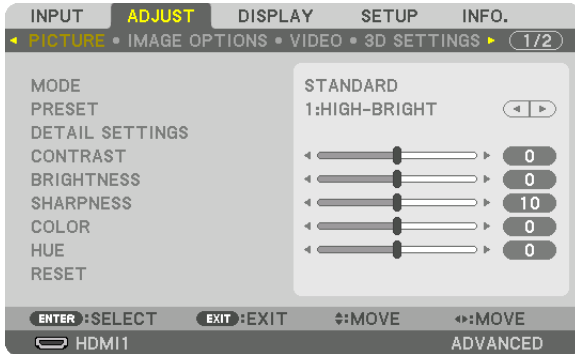 INPUT ADJUST DISPLAY SETUP INFO.
PICTURE • IMAGE OPTIONS • VIDEO • 3D SETTINGS 1/2
MODE STANDARD
PRESET 1:HIGH-BRIGHT
DETAIL SETTINGS
CONTRAST 0
BRIGHTNESS 0
SHARPNESS 10
COLOR 0
HUE 0
RESET
ENTER :SELECT EXIT :EXIT :MOVE :MOVE
HDMI1 ADVANCED